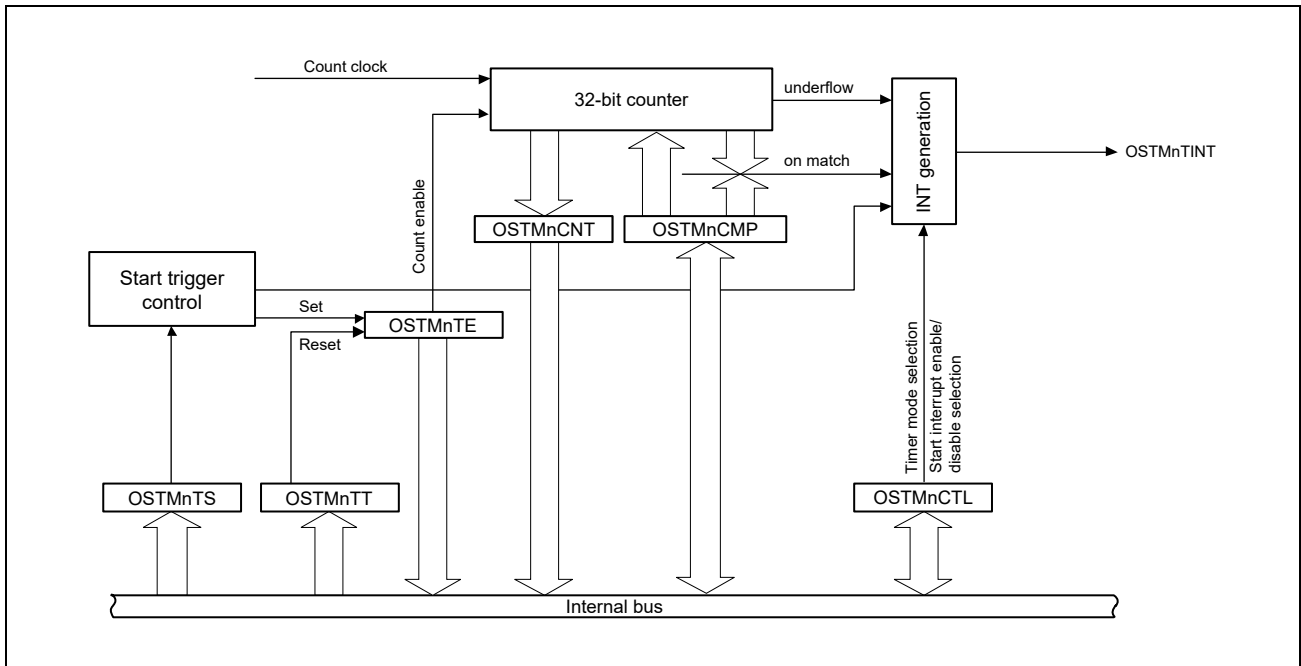 Count clock
32-bit counter
underflow
INT generation
on match
OSTMnTINT
Count enable
OSTMnCNT
OSTMnCMP
Start trigger
control
Set
OSTMnTE
Reset
Timer mode selection
Start interrupt enable/
disable selection
OSTMnTS
OSTMnTT
OSTMnCTL
Internal bus